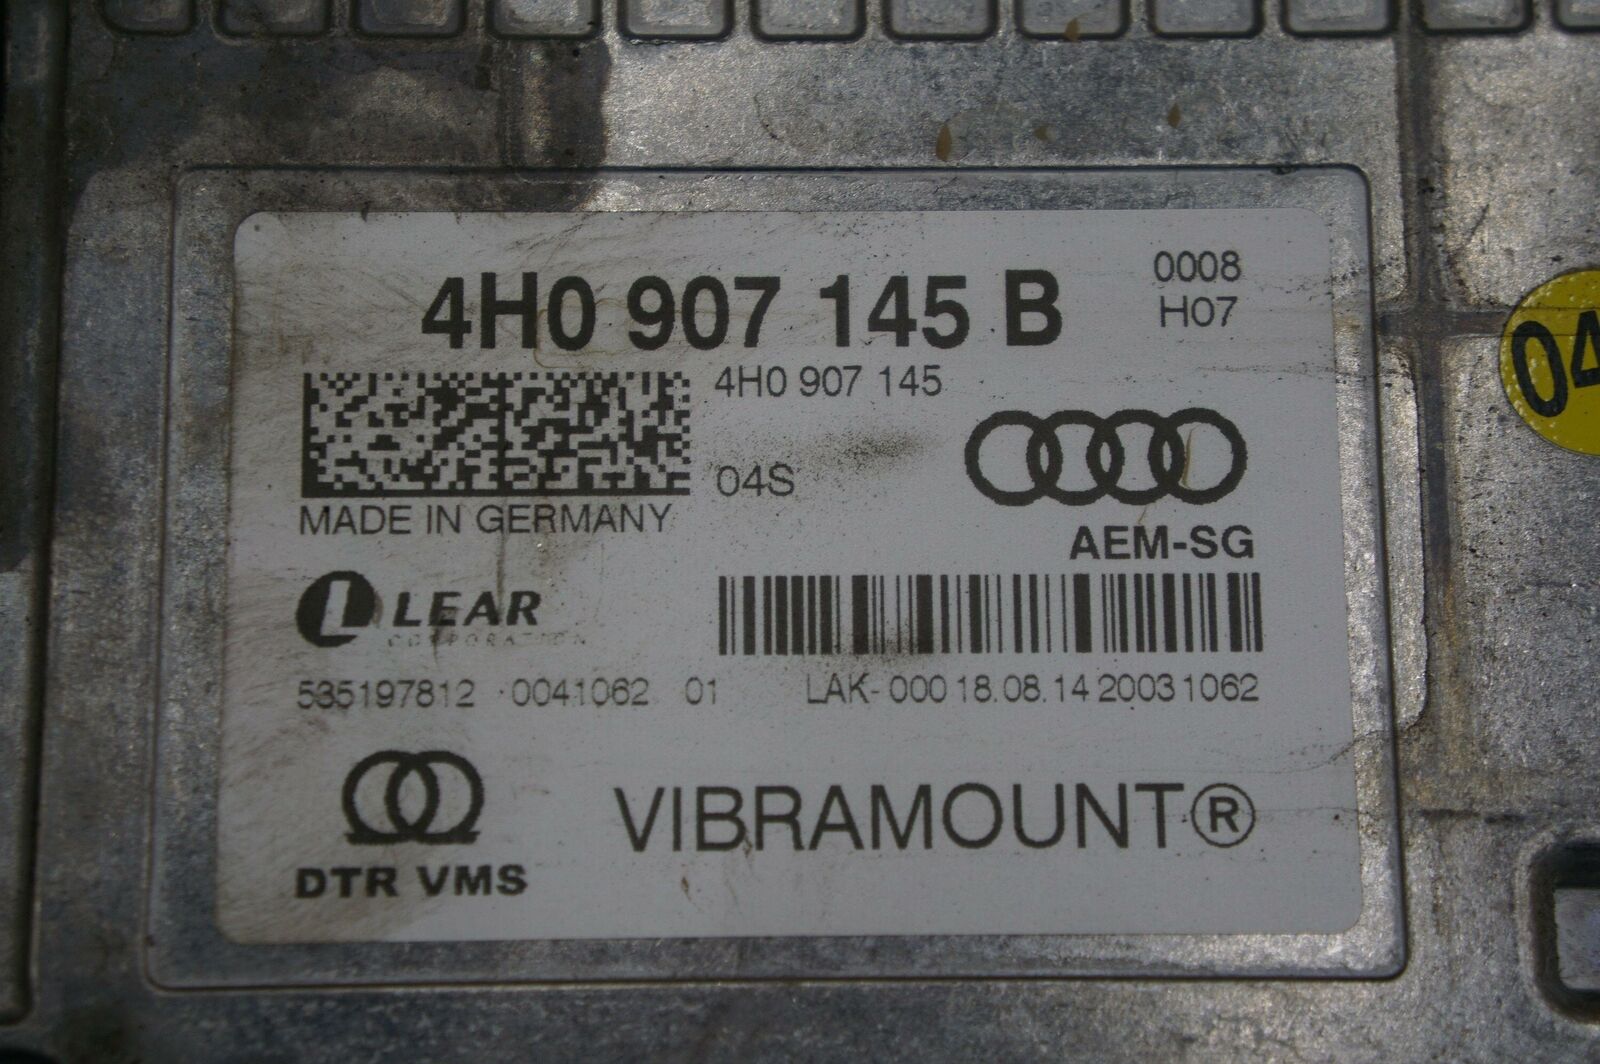 4H0 907 145 B
0008
H07
4H0 907 145
04S
MADE IN GERMANY
AEM-SG
LEAR
CORPORATION
535197812 0041062 01
LAK- 000 18.08.14 20031062
DTR VMS
VIBRAMOUNT®
04